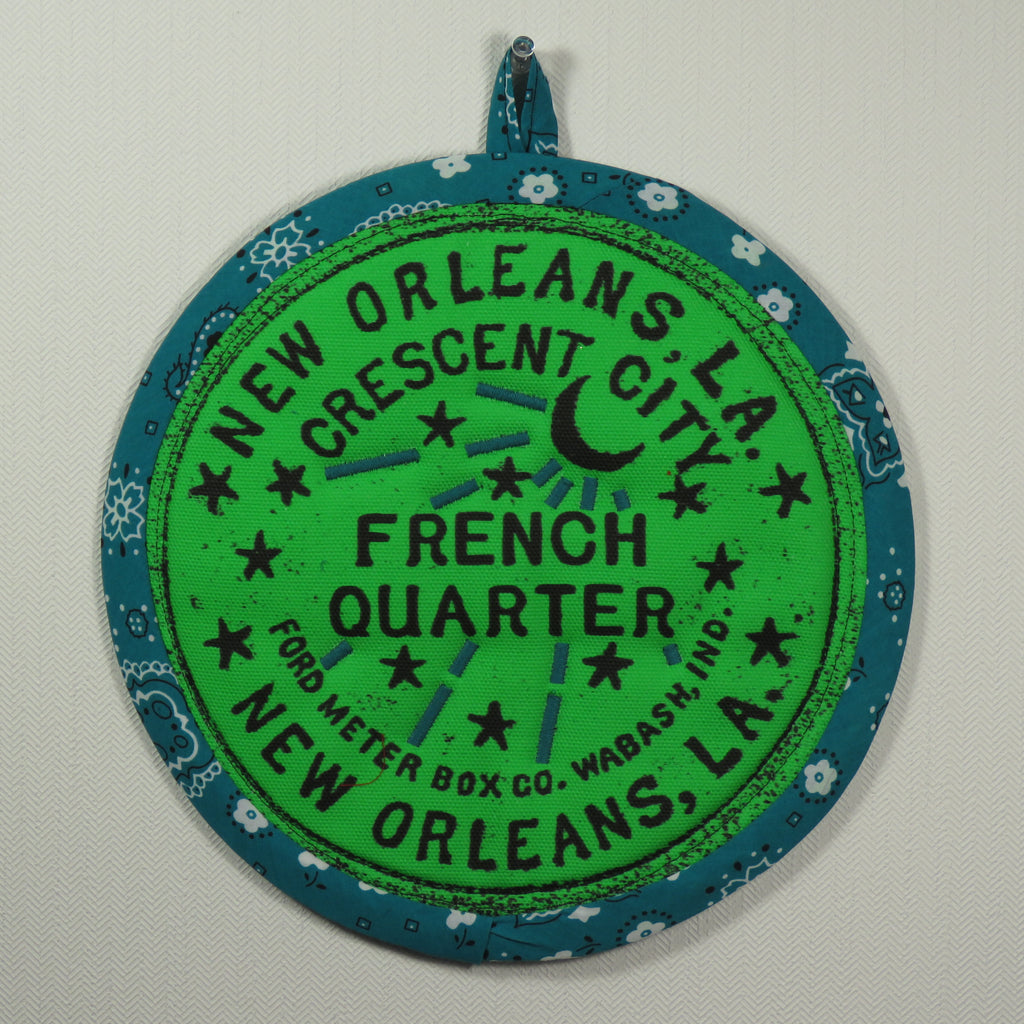 NEW ORLEANS, LA.
CRESCENT CITY
FRENCH
QUARTER
FORD METER BOX CO. WABASH, IND.
NEW ORLEANS, LA.